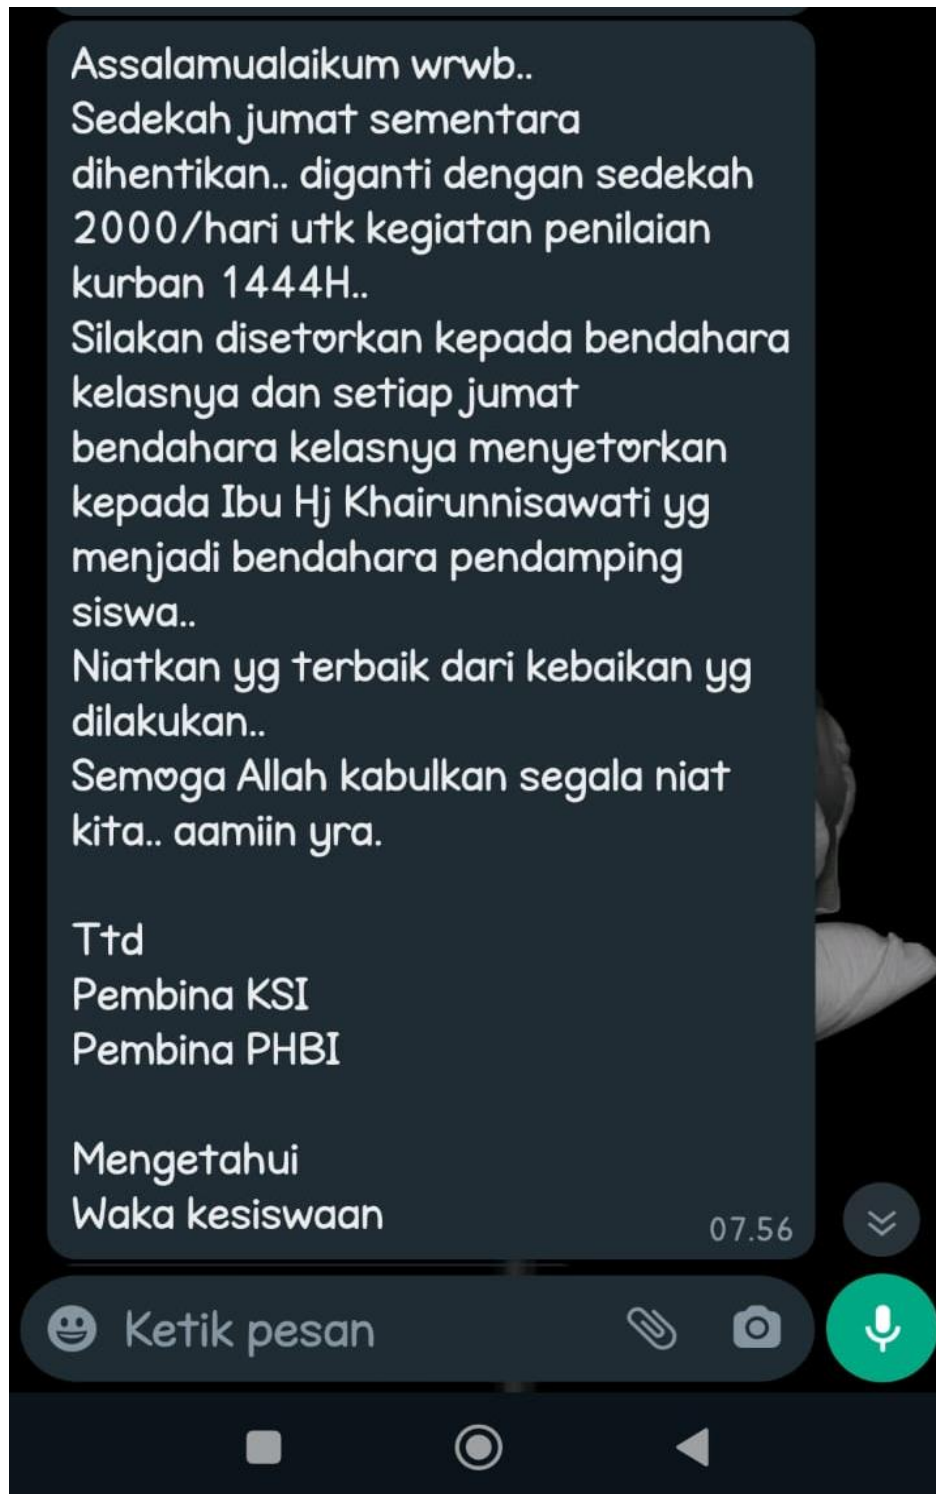 Assalamualaikum wrwb..
Sedekah jumat sementara
dihentikan.. diganti dengan sedekah
2000/hari utk kegiatan penilaian
kurban 1444H..
Silakan disetorkan kepada bendahara
kelasnya dan setiap jumat
bendahara kelasnya menyetorkan
kepada Ibu Hj Khairunnisawati yg
menjadi bendahara pendamping
siswa..
Niatkan yg terbaik dari kebaikan yg
dilakukan..
Semoga Allah kabulkan segala niat
kita.. aamiin yra.
Ttd
Pembina KSI
Pembina PHBI
Mengetahui
Waka kesiswaan
07.56
Ketik pesan